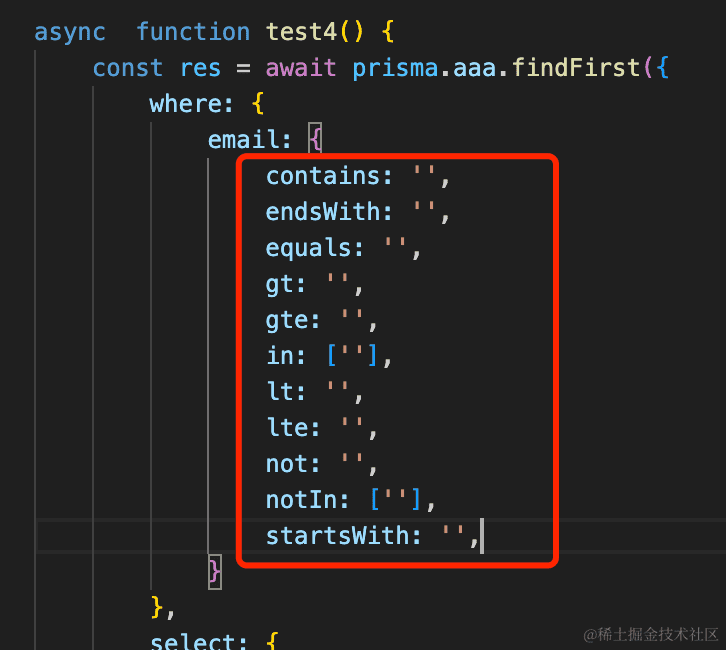 async  function test4() {
const res = await prisma.aaa.findFirst({
where: {
email: {
contains: '',
endsWith: '',
equals: '',
gt: '',
gte: '',
in: [''],
lt: '',
lte: '',
not: '',
notIn: [''],
startsWith: '',
}
},
select: {
@稀土掘金技术社区